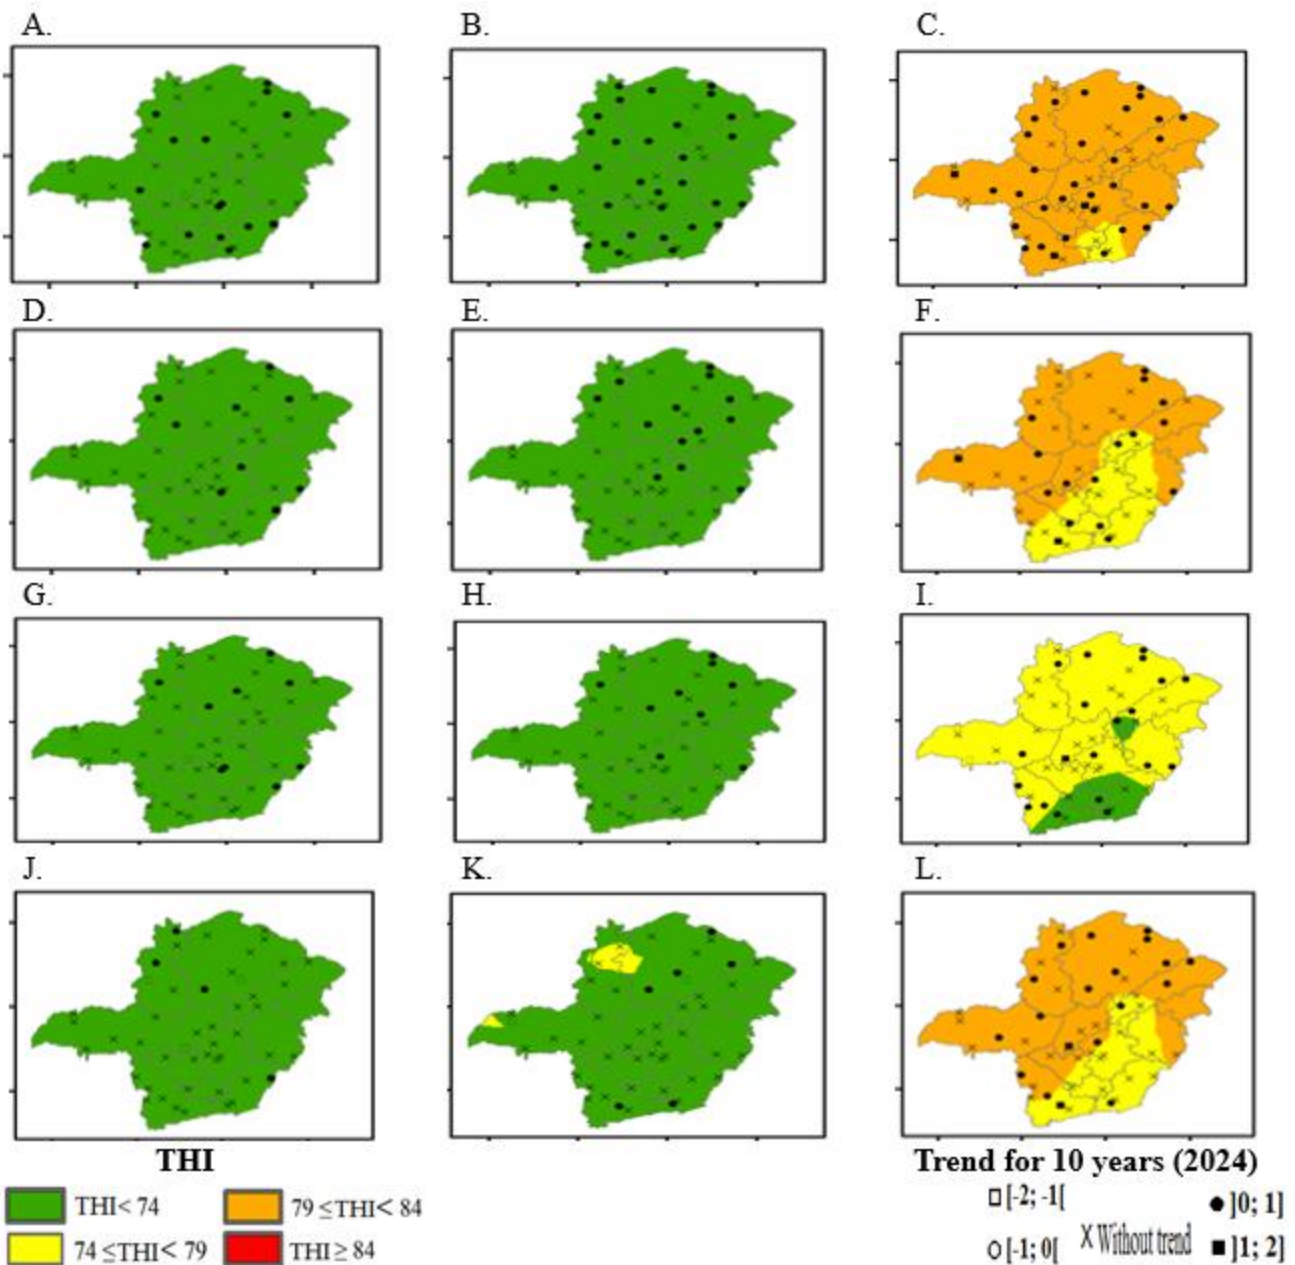 A. B. C.
D. E. F.
G. H. I.
J. K. L.
THI
Trend for 10 years (2024)
THI< 74
79 ≤THI< 84
[-2; -1[
]0; 1]
74 ≤THI< 79
THI ≥ 84
[-1; 0[
X Without trend
]1; 2]